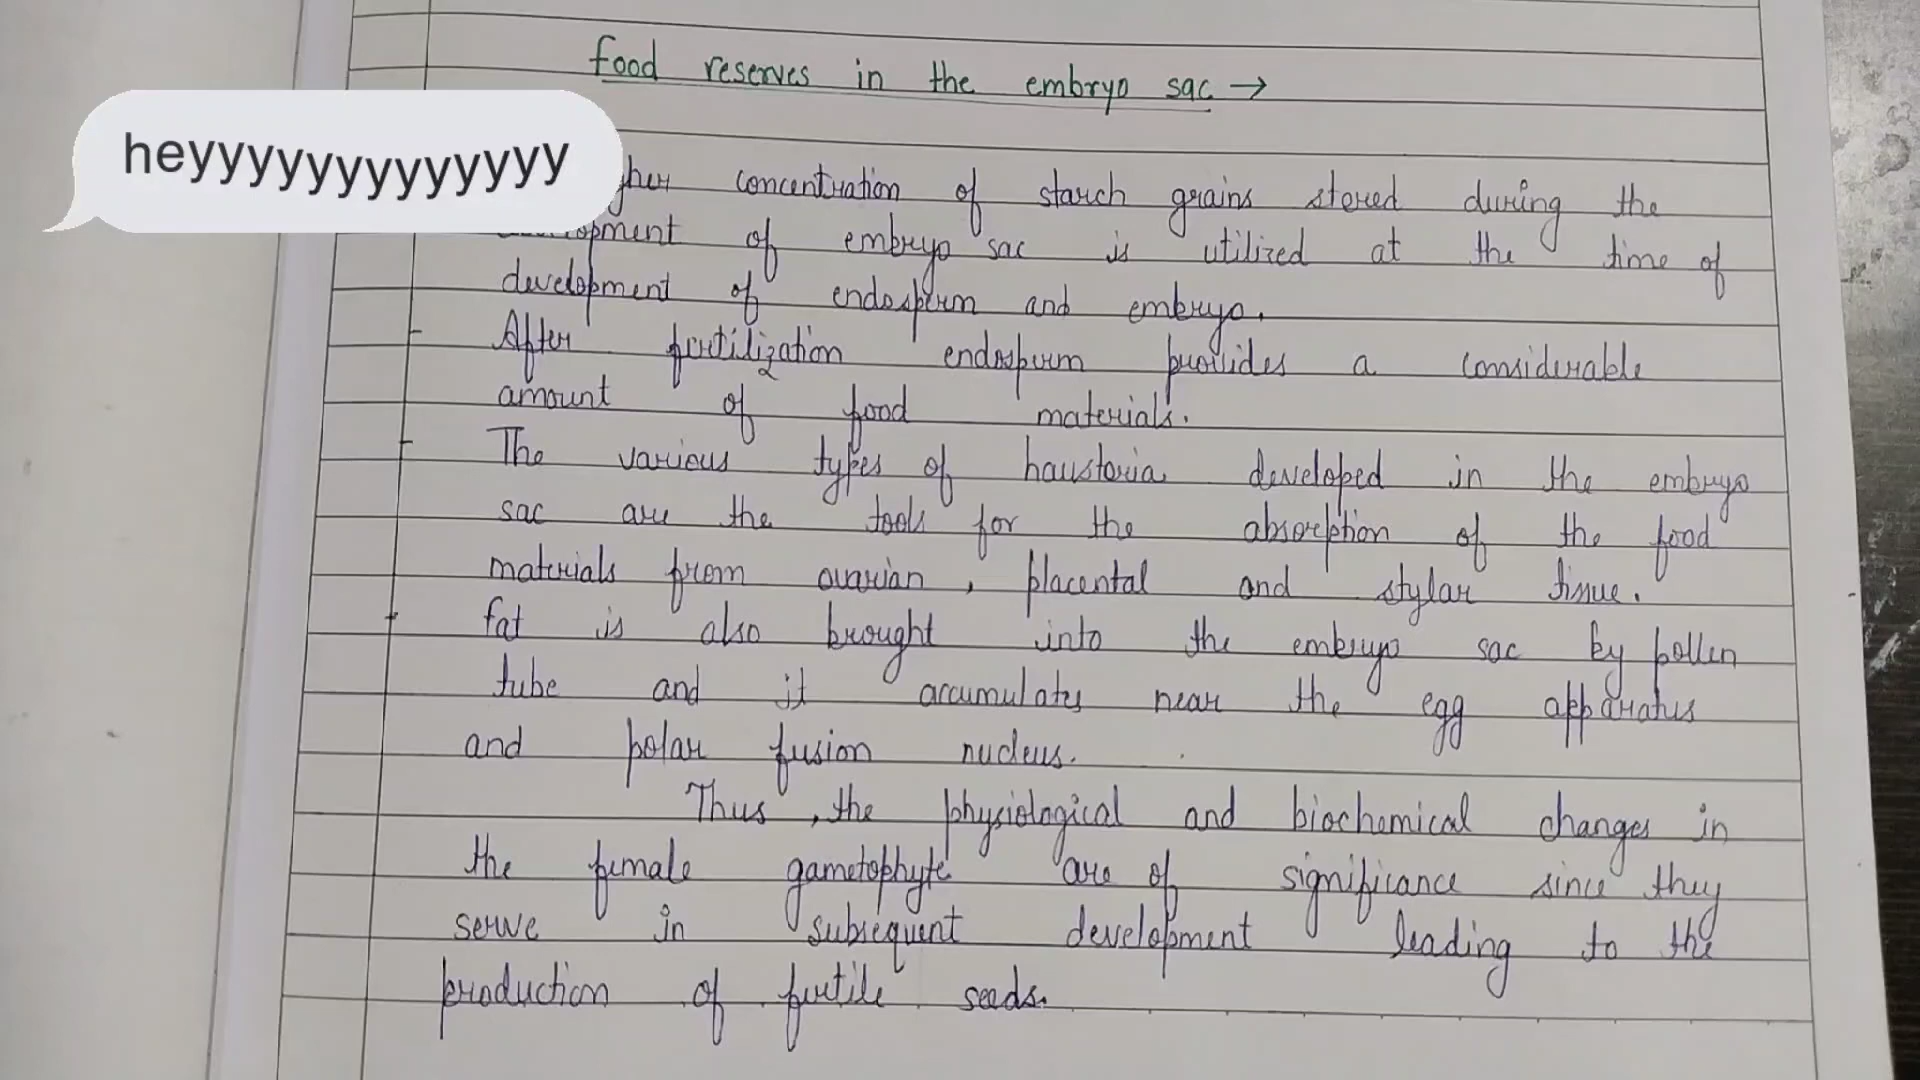 food reserves in the embryo sac →
heyyyyyyyyyyyyy
concentration of starch grains stored during the
of embryo sac is utilized at the time of
development of endosperm and embryo.
- After fertilization endosperm provides a considerable
amount of food materials.
- The various types of haustoria developed in the embryo
sac are the tools for the absorption of the food
materials from ovarian, placental and stylar tissue.
- fat is also brought into the embryo sac by pollen
tube and it accumulates near the egg apparatus
and polar fusion nucleus.
Thus, the physiological and biochemical changes in
the female gametophyte are of significance since they
serve in subsequent development leading to the
production of fertile seeds.